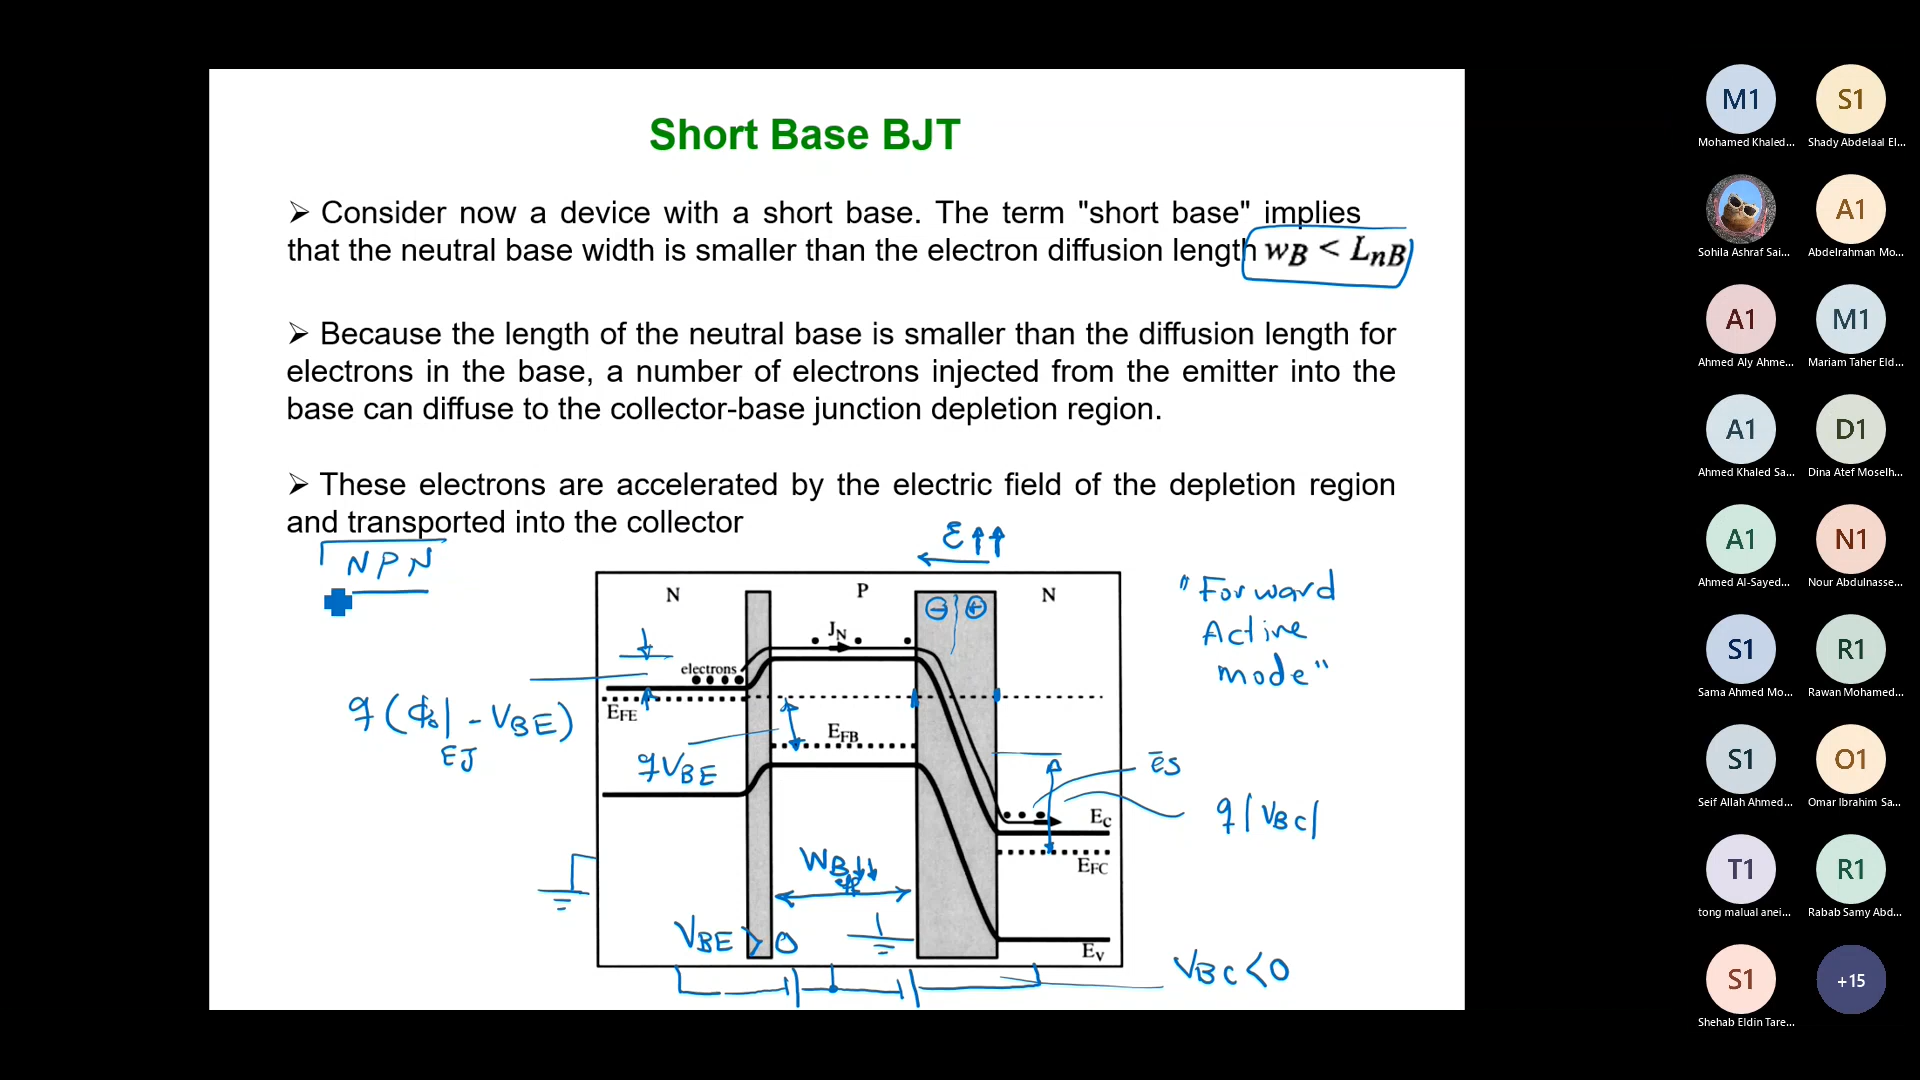 Short Base BJT
➢ Consider now a device with a short base. The term "short base" implies
that the neutral base width is smaller than the electron diffusion length wB < LnB
➢ Because the length of the neutral base is smaller than the diffusion length for
electrons in the base, a number of electrons injected from the emitter into the
base can diffuse to the collector-base junction depletion region.
➢ These electrons are accelerated by the electric field of the depletion region
and transported into the collector
NPN
ε↑↑
N
P
N
⊖ ⊕
"Forward
Active
mode"
JN
electrons
EFE
q(ϕo| - VBE)
EJ
EFB
qVBE
ēs
q|VBC|
EC
EFC
WB↓↓
VBE > 0
EV
VBC < 0
M1
Mohamed Khaled...
S1
Shady Abdelaal El...
Sohila Ashraf Sai...
A1
Abdelrahman Mo...
A1
Ahmed Aly Ahme...
M1
Mariam Taher Eld...
A1
Ahmed Khaled Sa...
D1
Dina Atef Moselh...
A1
Ahmed Al-Sayed...
N1
Nour Abdulnasse...
S1
Sama Ahmed Mo...
R1
Rawan Mohamed...
S1
Seif Allah Ahmed...
O1
Omar Ibrahim Sa...
T1
tong malual anei...
R1
Rabab Samy Abd...
S1
Shehab Eldin Tare...
+15